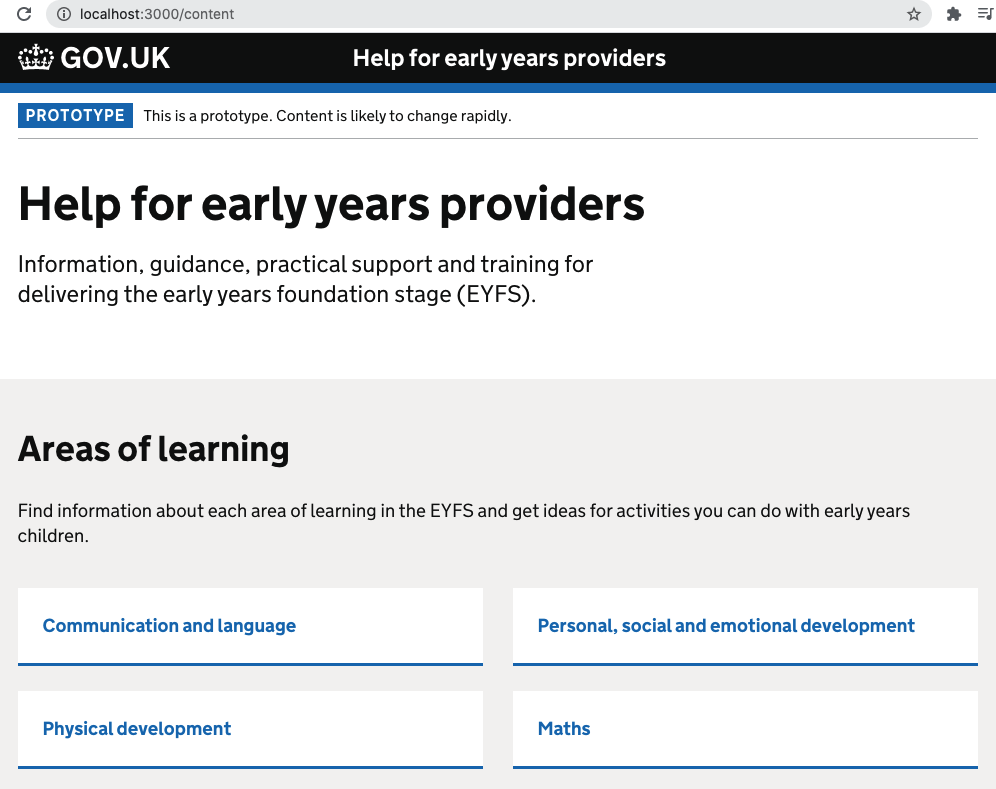 localhost:3000/content
GOV.UK Help for early years providers
PROTOTYPE This is a prototype. Content is likely to change rapidly.
Help for early years providers
Information, guidance, practical support and training for
delivering the early years foundation stage (EYFS).
Areas of learning
Find information about each area of learning in the EYFS and get ideas for activities you can do with early years
children.
Communication and language
Personal, social and emotional development
Physical development
Maths